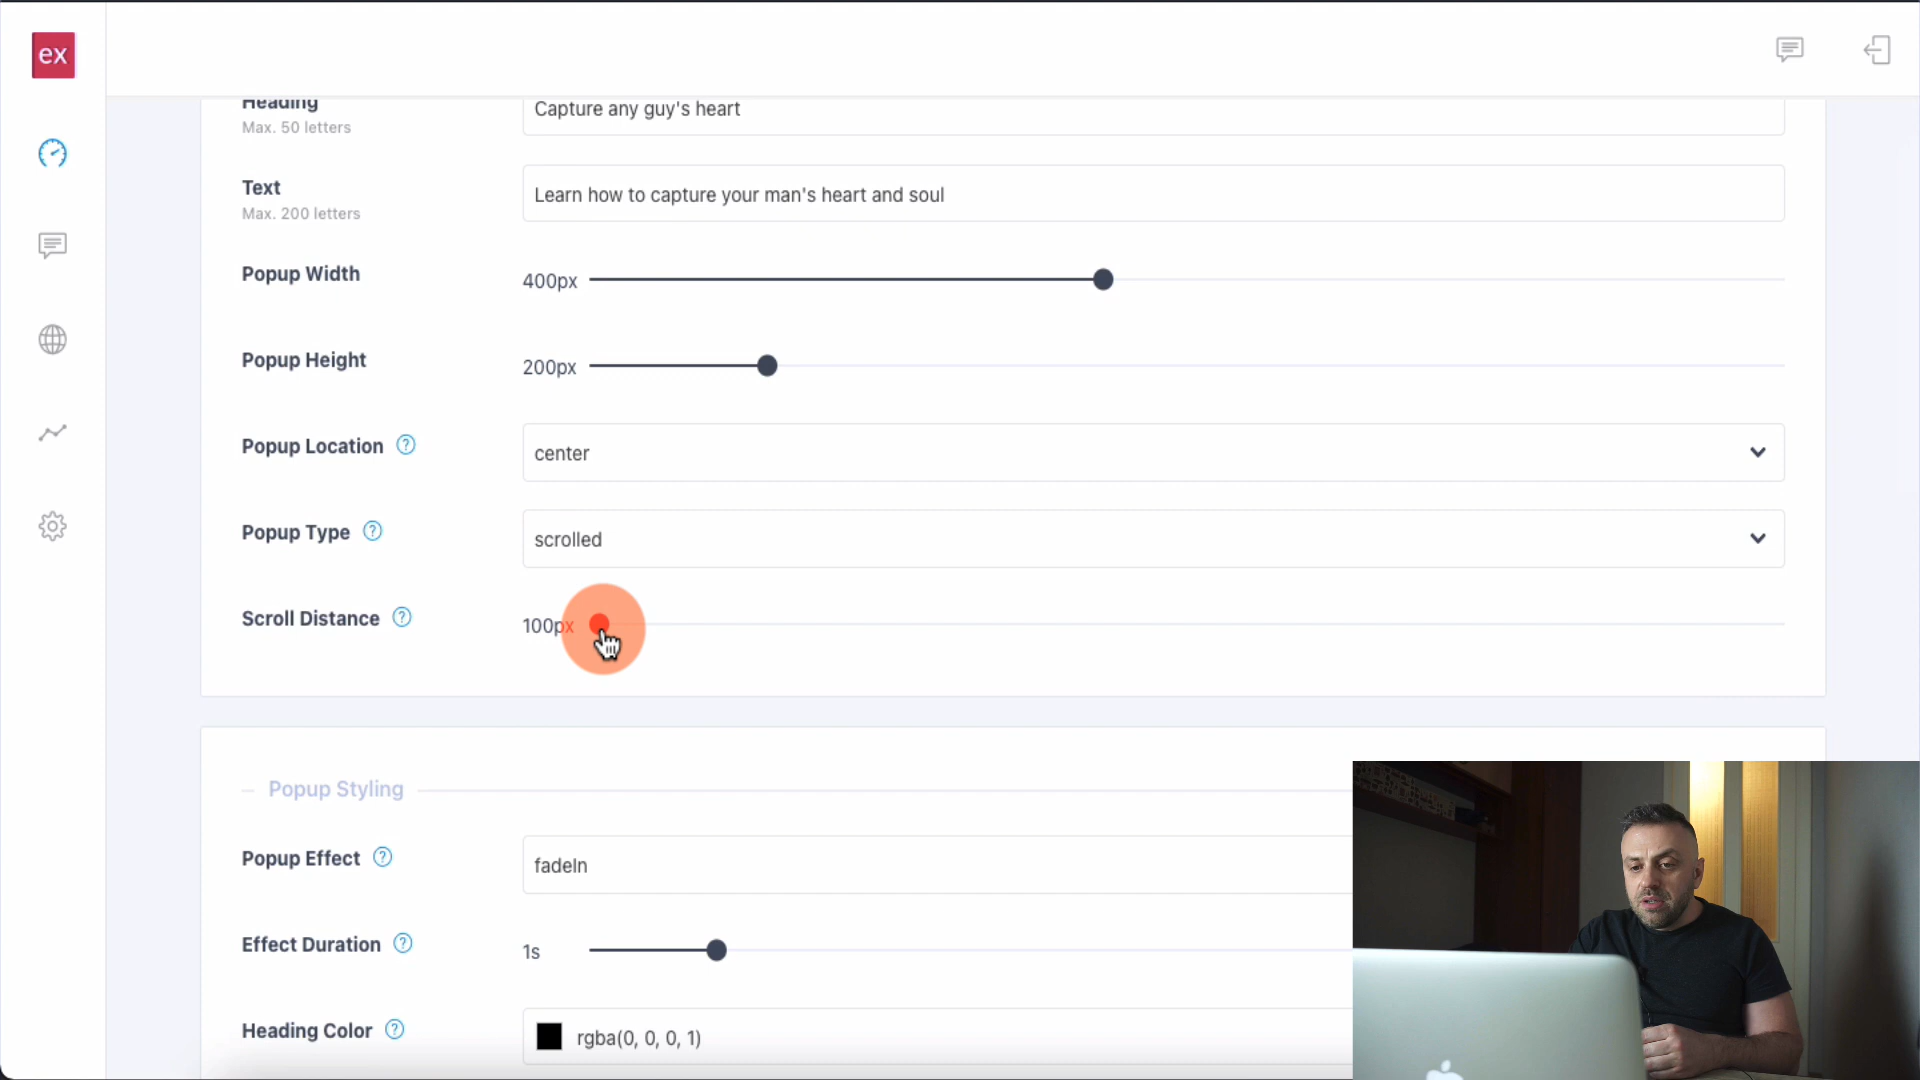 ex
Heading
Capture any guy's heart
Max. 50 letters
Text
Learn how to capture your man's heart and soul
Max. 200 letters
Popup Width
400px
Popup Height
200px
Popup Location
?
center
Popup Type
?
scrolled
Scroll Distance
?
100px
Popup Styling
Popup Effect
?
fadeIn
Effect Duration
?
1s
Heading Color
?
rgba(0, 0, 0, 1)